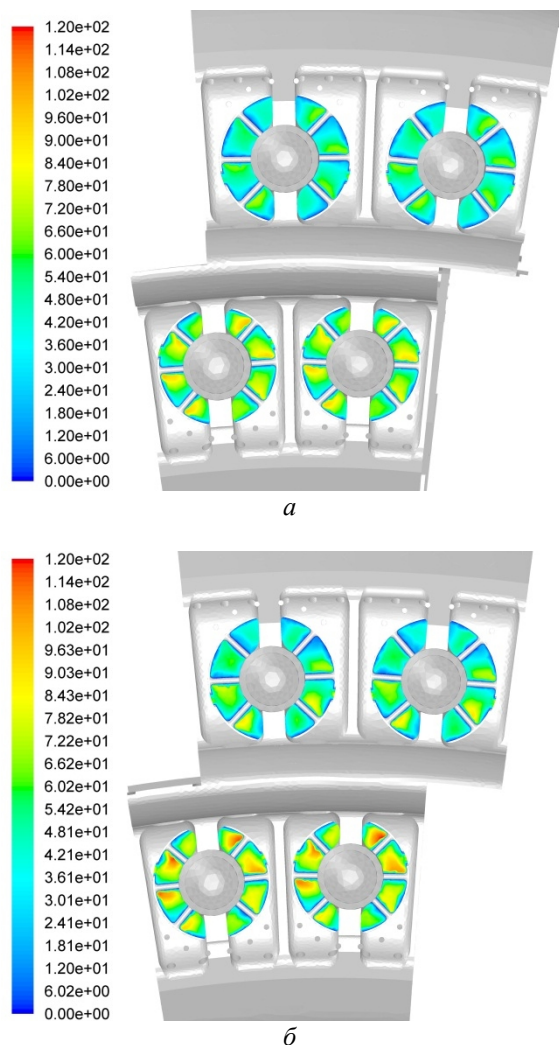 1.20e+02
1.14e+02
1.08e+02
1.02e+02
9.60e+01
9.00e+01
8.40e+01
7.80e+01
7.20e+01
6.60e+01
6.00e+01
5.40e+01
4.80e+01
4.20e+01
3.60e+01
3.00e+01
2.40e+01
1.80e+01
1.20e+01
6.00e+00
0.00e+00
а
1.20e+02
1.14e+02
1.08e+02
1.02e+02
9.63e+01
9.03e+01
8.43e+01
7.82e+01
7.22e+01
6.62e+01
6.02e+01
5.42e+01
4.81e+01
4.21e+01
3.61e+01
3.01e+01
2.41e+01
1.81e+01
1.20e+01
6.02e+00
0.00e+00
б